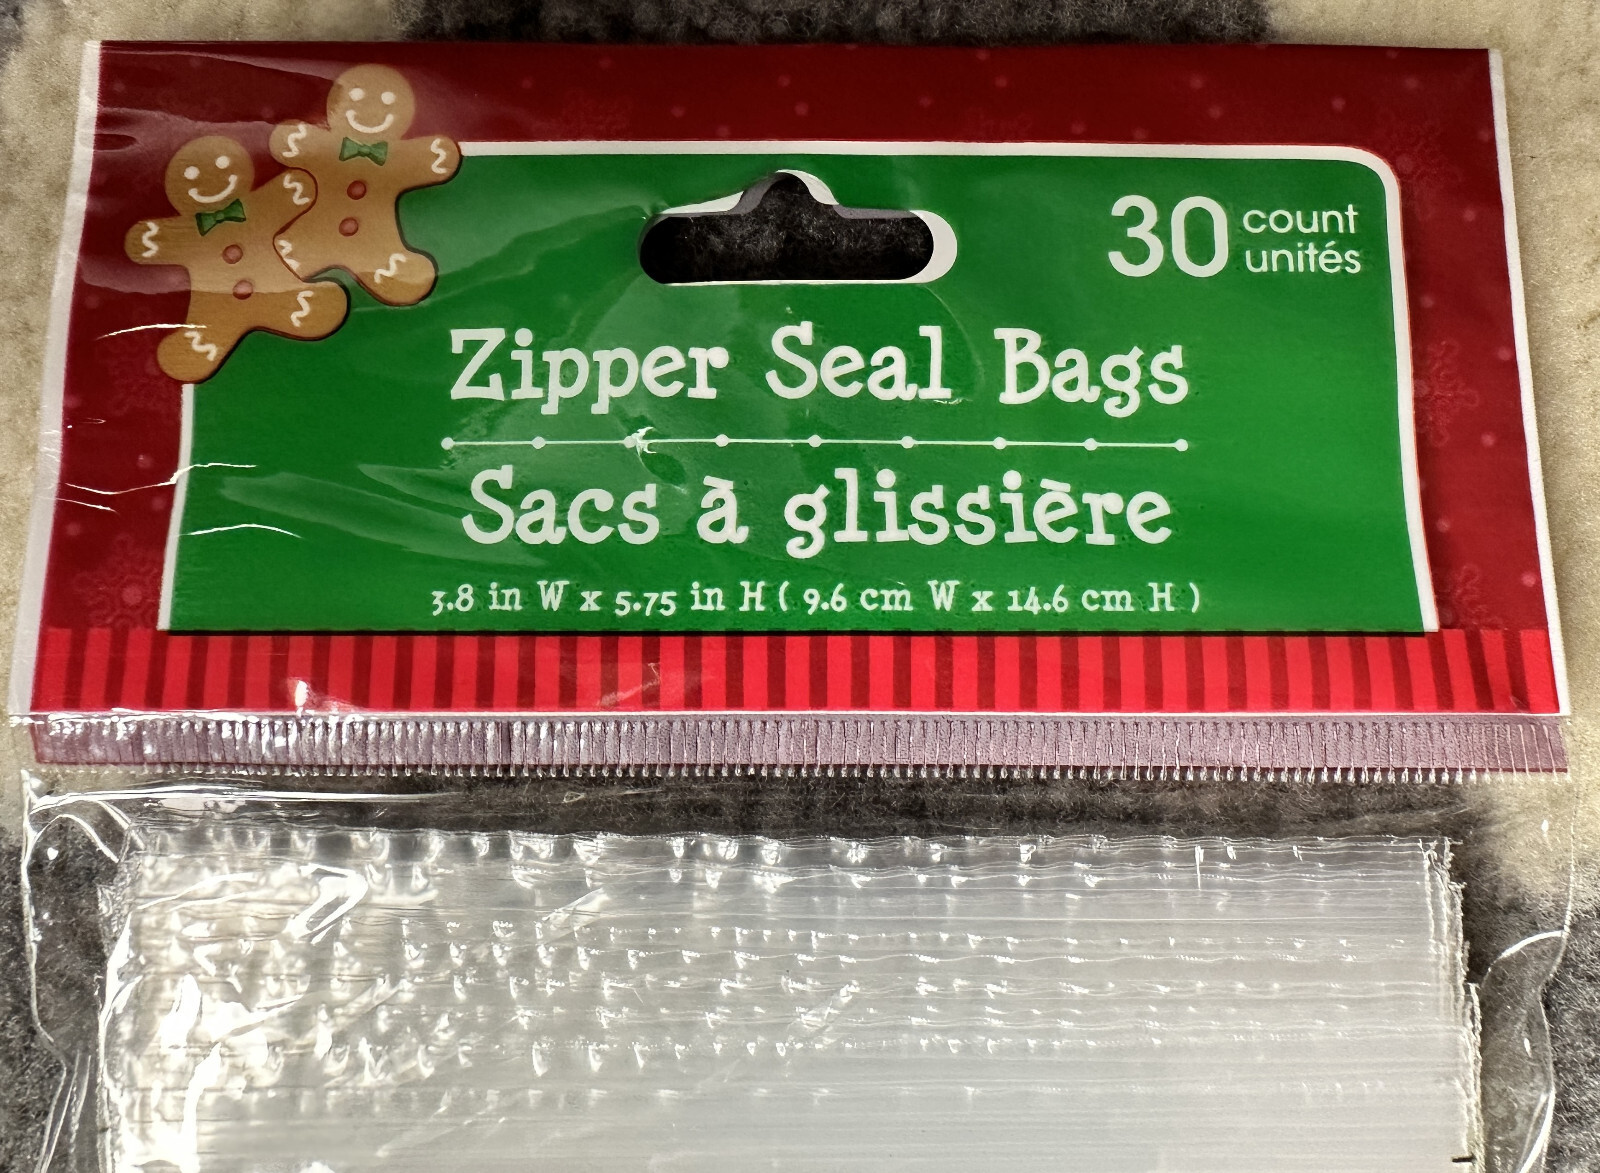 30 count
unités
Zipper Seal Bags
Sacs à glissière
3.8 in W x 5.75 in H ( 9.6 cm W x 14.6 cm H )